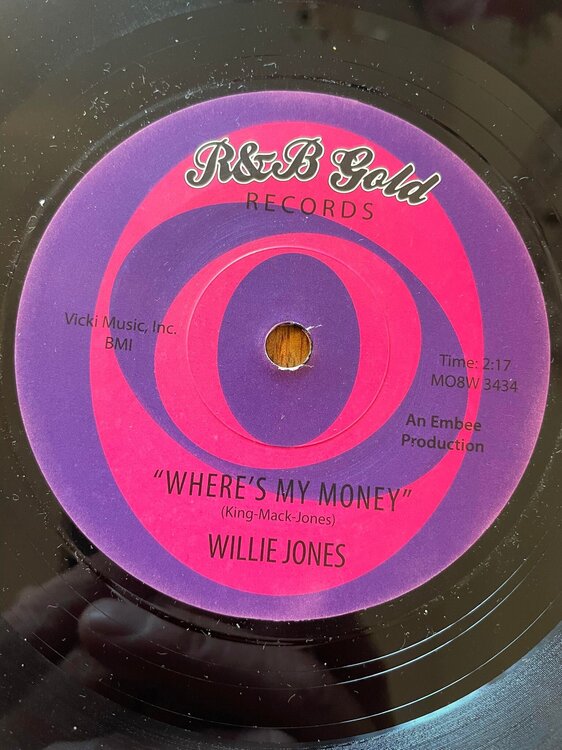 R&B Gold
RECORDS
Vicki Music, Inc.
BMI
Time: 2:17
MO8W 3434
An Embee
Production
"WHERE'S MY MONEY"
(King-Mack-Jones)
WILLIE JONES